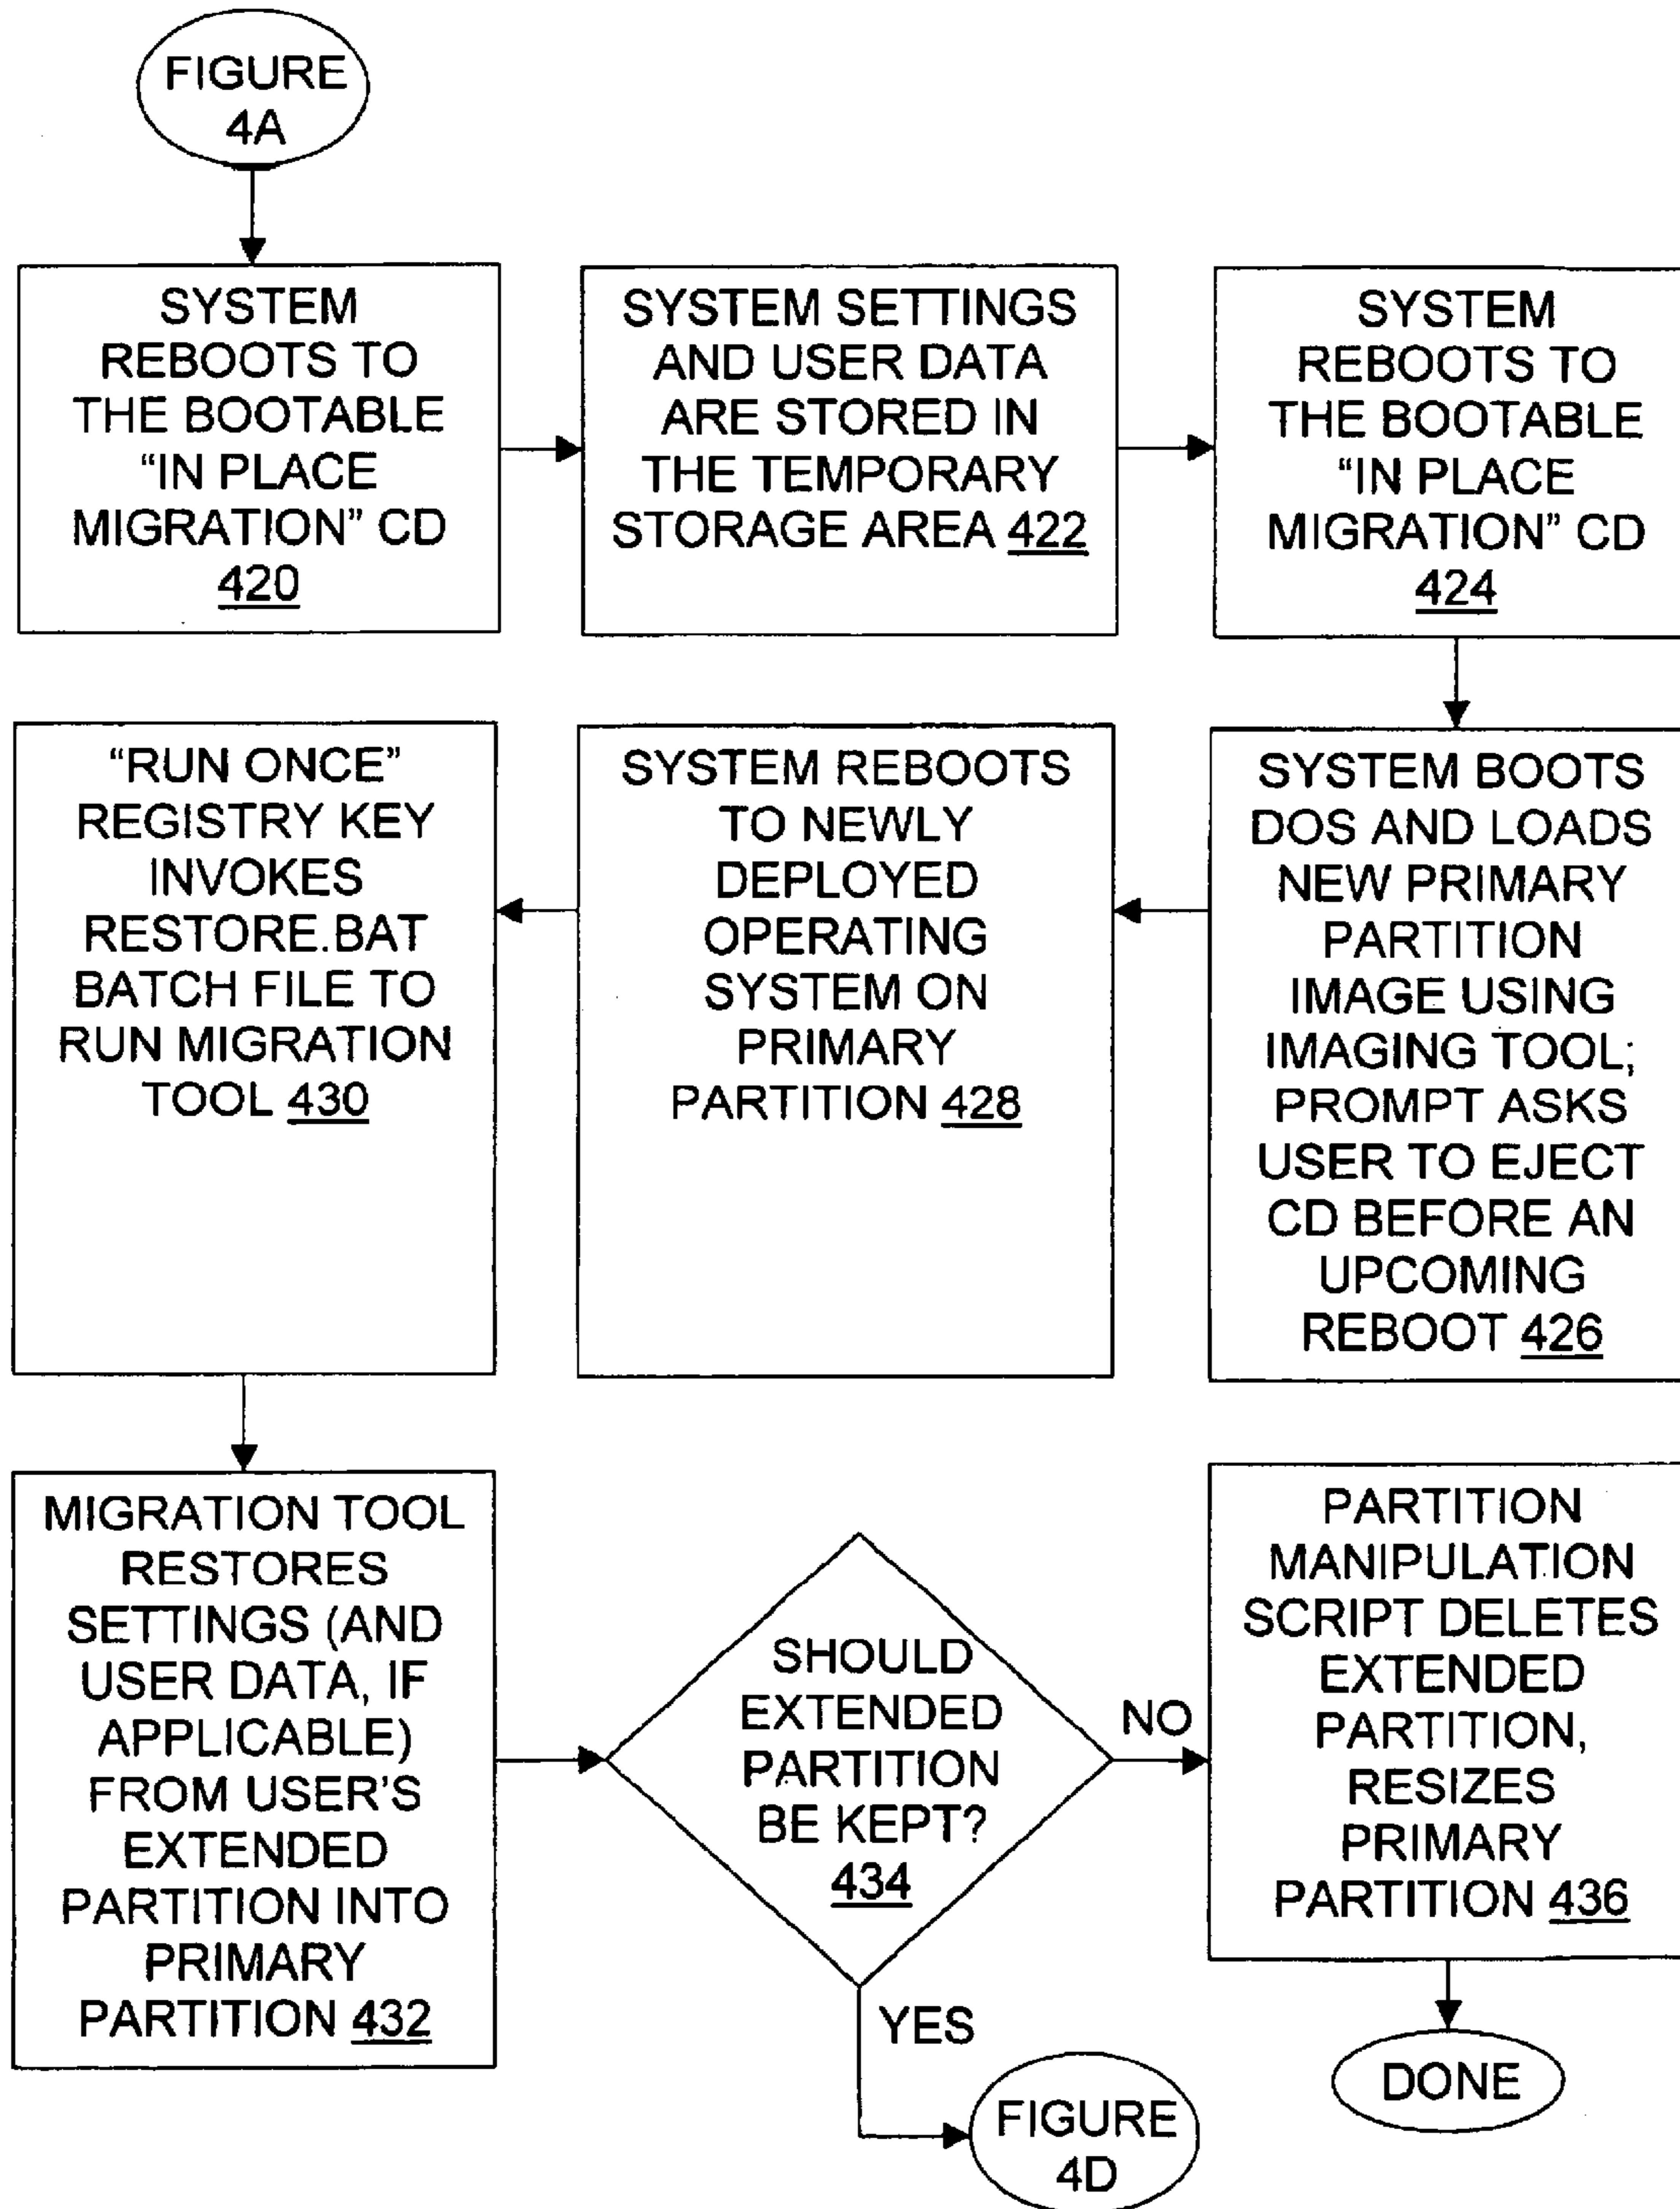 FIGURE
4A
SYSTEM
REBOOTS TO
THE BOOTABLE
“IN PLACE
MIGRATION” CD
420
SYSTEM SETTINGS
AND USER DATA
ARE STORED IN
THE TEMPORARY
STORAGE AREA 422
SYSTEM
REBOOTS TO
THE BOOTABLE
“IN PLACE
MIGRATION” CD
424
SYSTEM BOOTS
DOS AND LOADS
NEW PRIMARY
PARTITION
IMAGE USING
IMAGING TOOL;
PROMPT ASKS
USER TO EJECT
CD BEFORE AN
UPCOMING
REBOOT 426
SYSTEM REBOOTS
TO NEWLY
DEPLOYED
OPERATING
SYSTEM ON
PRIMARY
PARTITION 428
“RUN ONCE”
REGISTRY KEY
INVOKES
RESTORE.BAT
BATCH FILE TO
RUN MIGRATION
TOOL 430
MIGRATION TOOL
RESTORES
SETTINGS (AND
USER DATA, IF
APPLICABLE)
FROM USER'S
EXTENDED
PARTITION INTO
PRIMARY
PARTITION 432
SHOULD
EXTENDED
PARTITION
BE KEPT?
434
NO
PARTITION
MANIPULATION
SCRIPT DELETES
EXTENDED
PARTITION,
RESIZES
PRIMARY
PARTITION 436
DONE
YES
FIGURE
4D